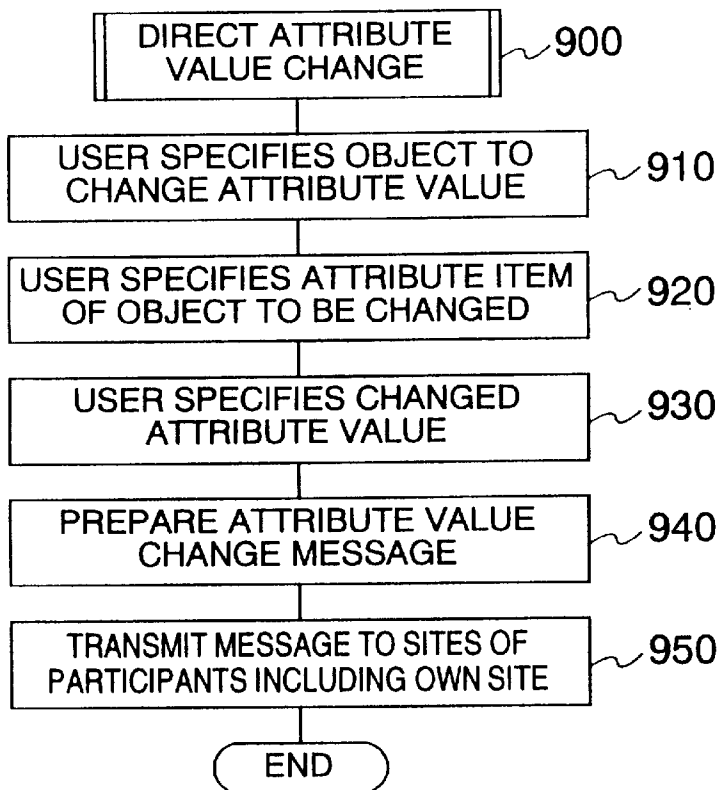 DIRECT ATTRIBUTE
VALUE CHANGE
900
USER SPECIFIES OBJECT TO
CHANGE ATTRIBUTE VALUE
910
USER SPECIFIES ATTRIBUTE ITEM
OF OBJECT TO BE CHANGED
920
USER SPECIFIES CHANGED
ATTRIBUTE VALUE
930
PREPARE ATTRIBUTE VALUE
CHANGE MESSAGE
940
TRANSMIT MESSAGE TO SITES OF
PARTICIPANTS INCLUDING OWN SITE
950
END